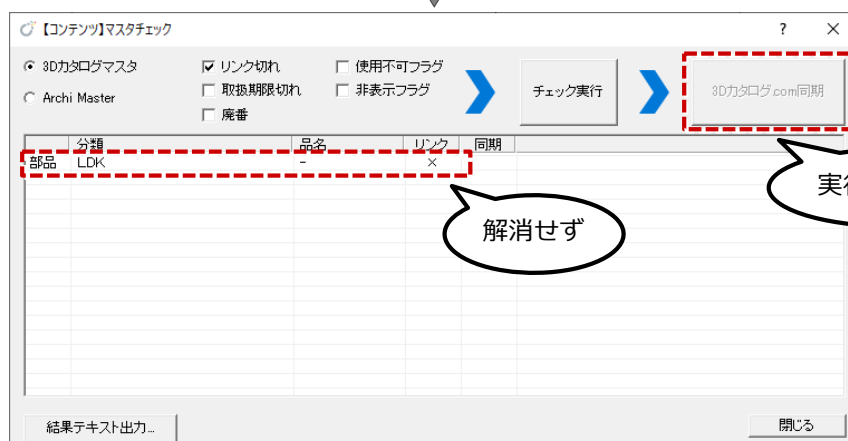 【コンテンツ】マスタチェック ? ×
3Dカタログマスタ
Archi Master
リンク切れ
取扱期限切れ
廃番
使用不可フラグ
非表示フラグ
チェック実行
3Dカタログ.com同期
分類 品名 リンク 同期
部品 LDK - ×
解消せず
実行
結果テキスト出力...
閉じる